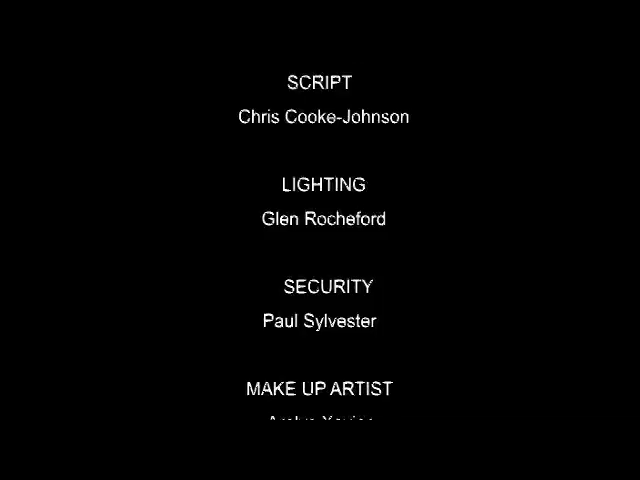 SCRIPT
Chris Cooke-Johnson
LIGHTING
Glen Rocheford
SECURITY
Paul Sylvester
MAKE UP ARTIST